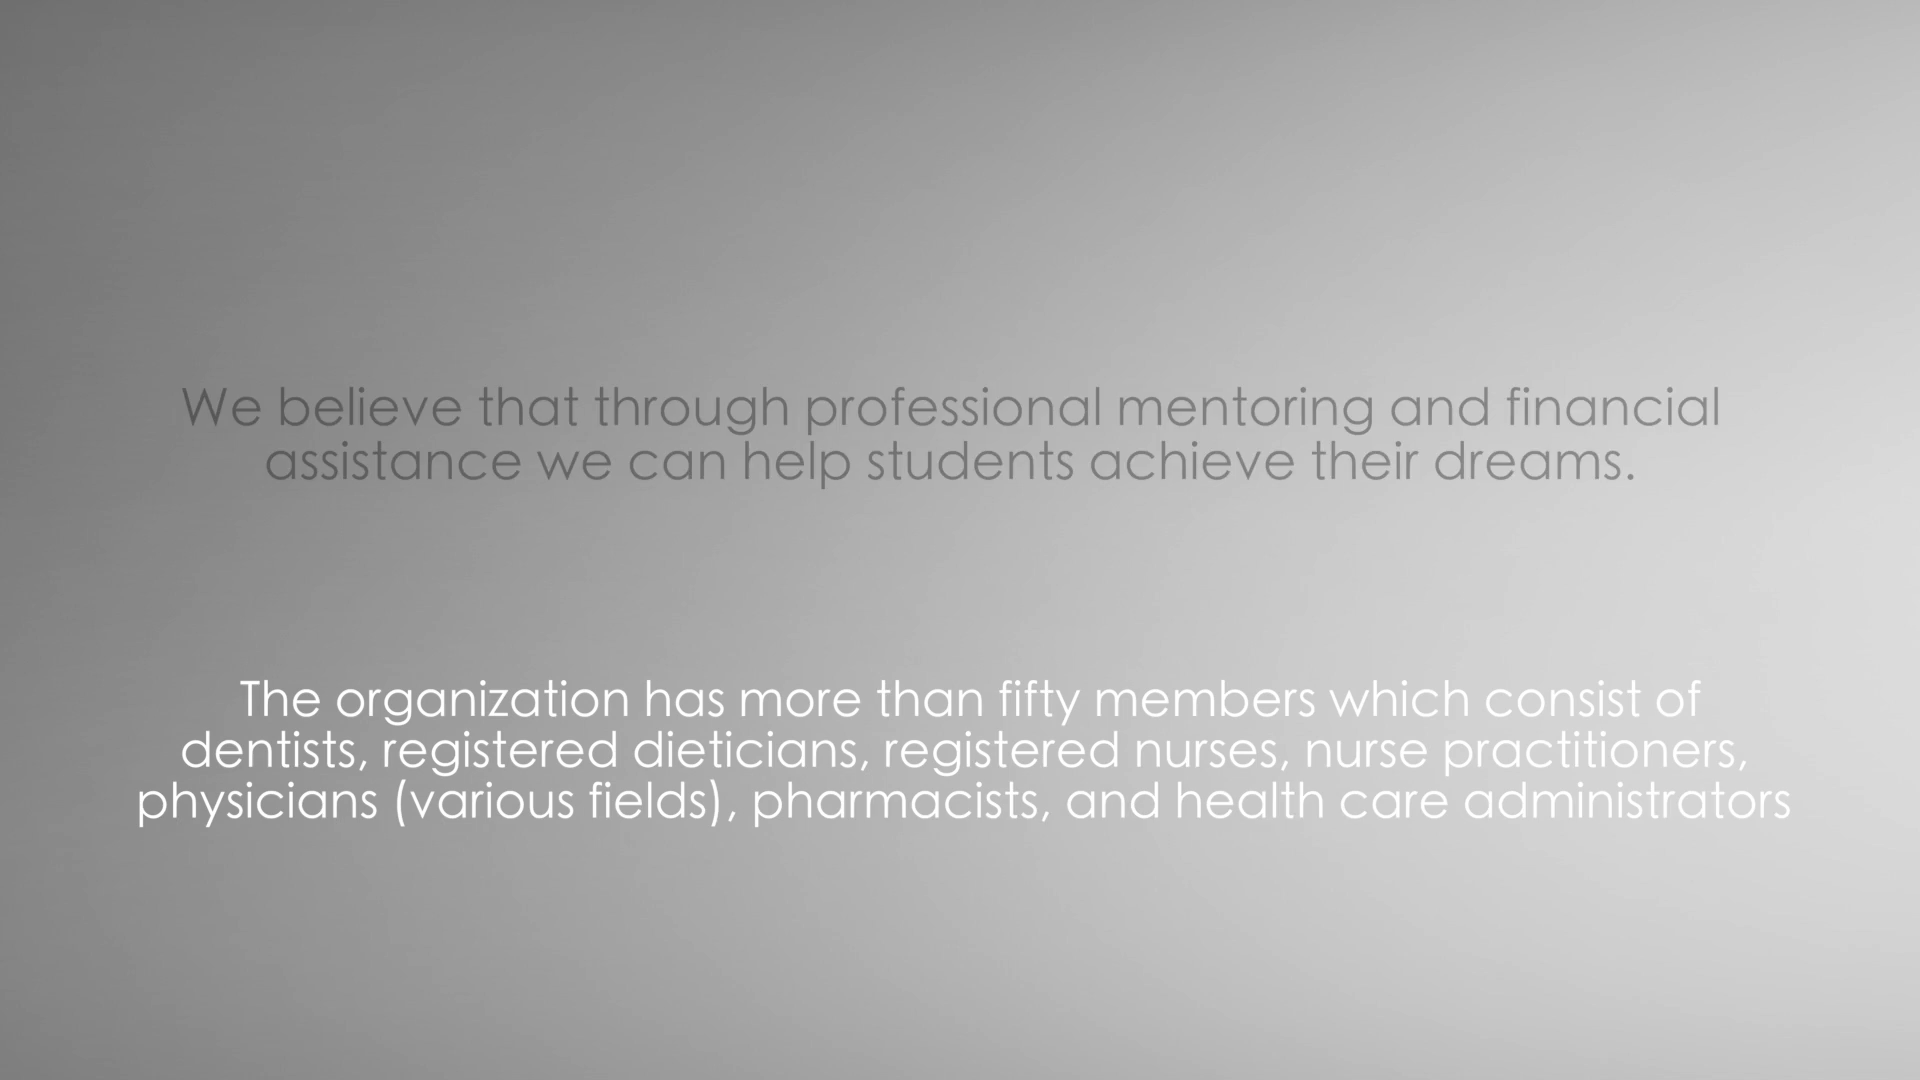 We believe that through professional mentoring and financial
assistance we can help students achieve their dreams.
The organization has more than fifty members which consist of
dentists, registered dieticians, registered nurses, nurse practitioners,
physicians (various fields), pharmacists, and health care administrators